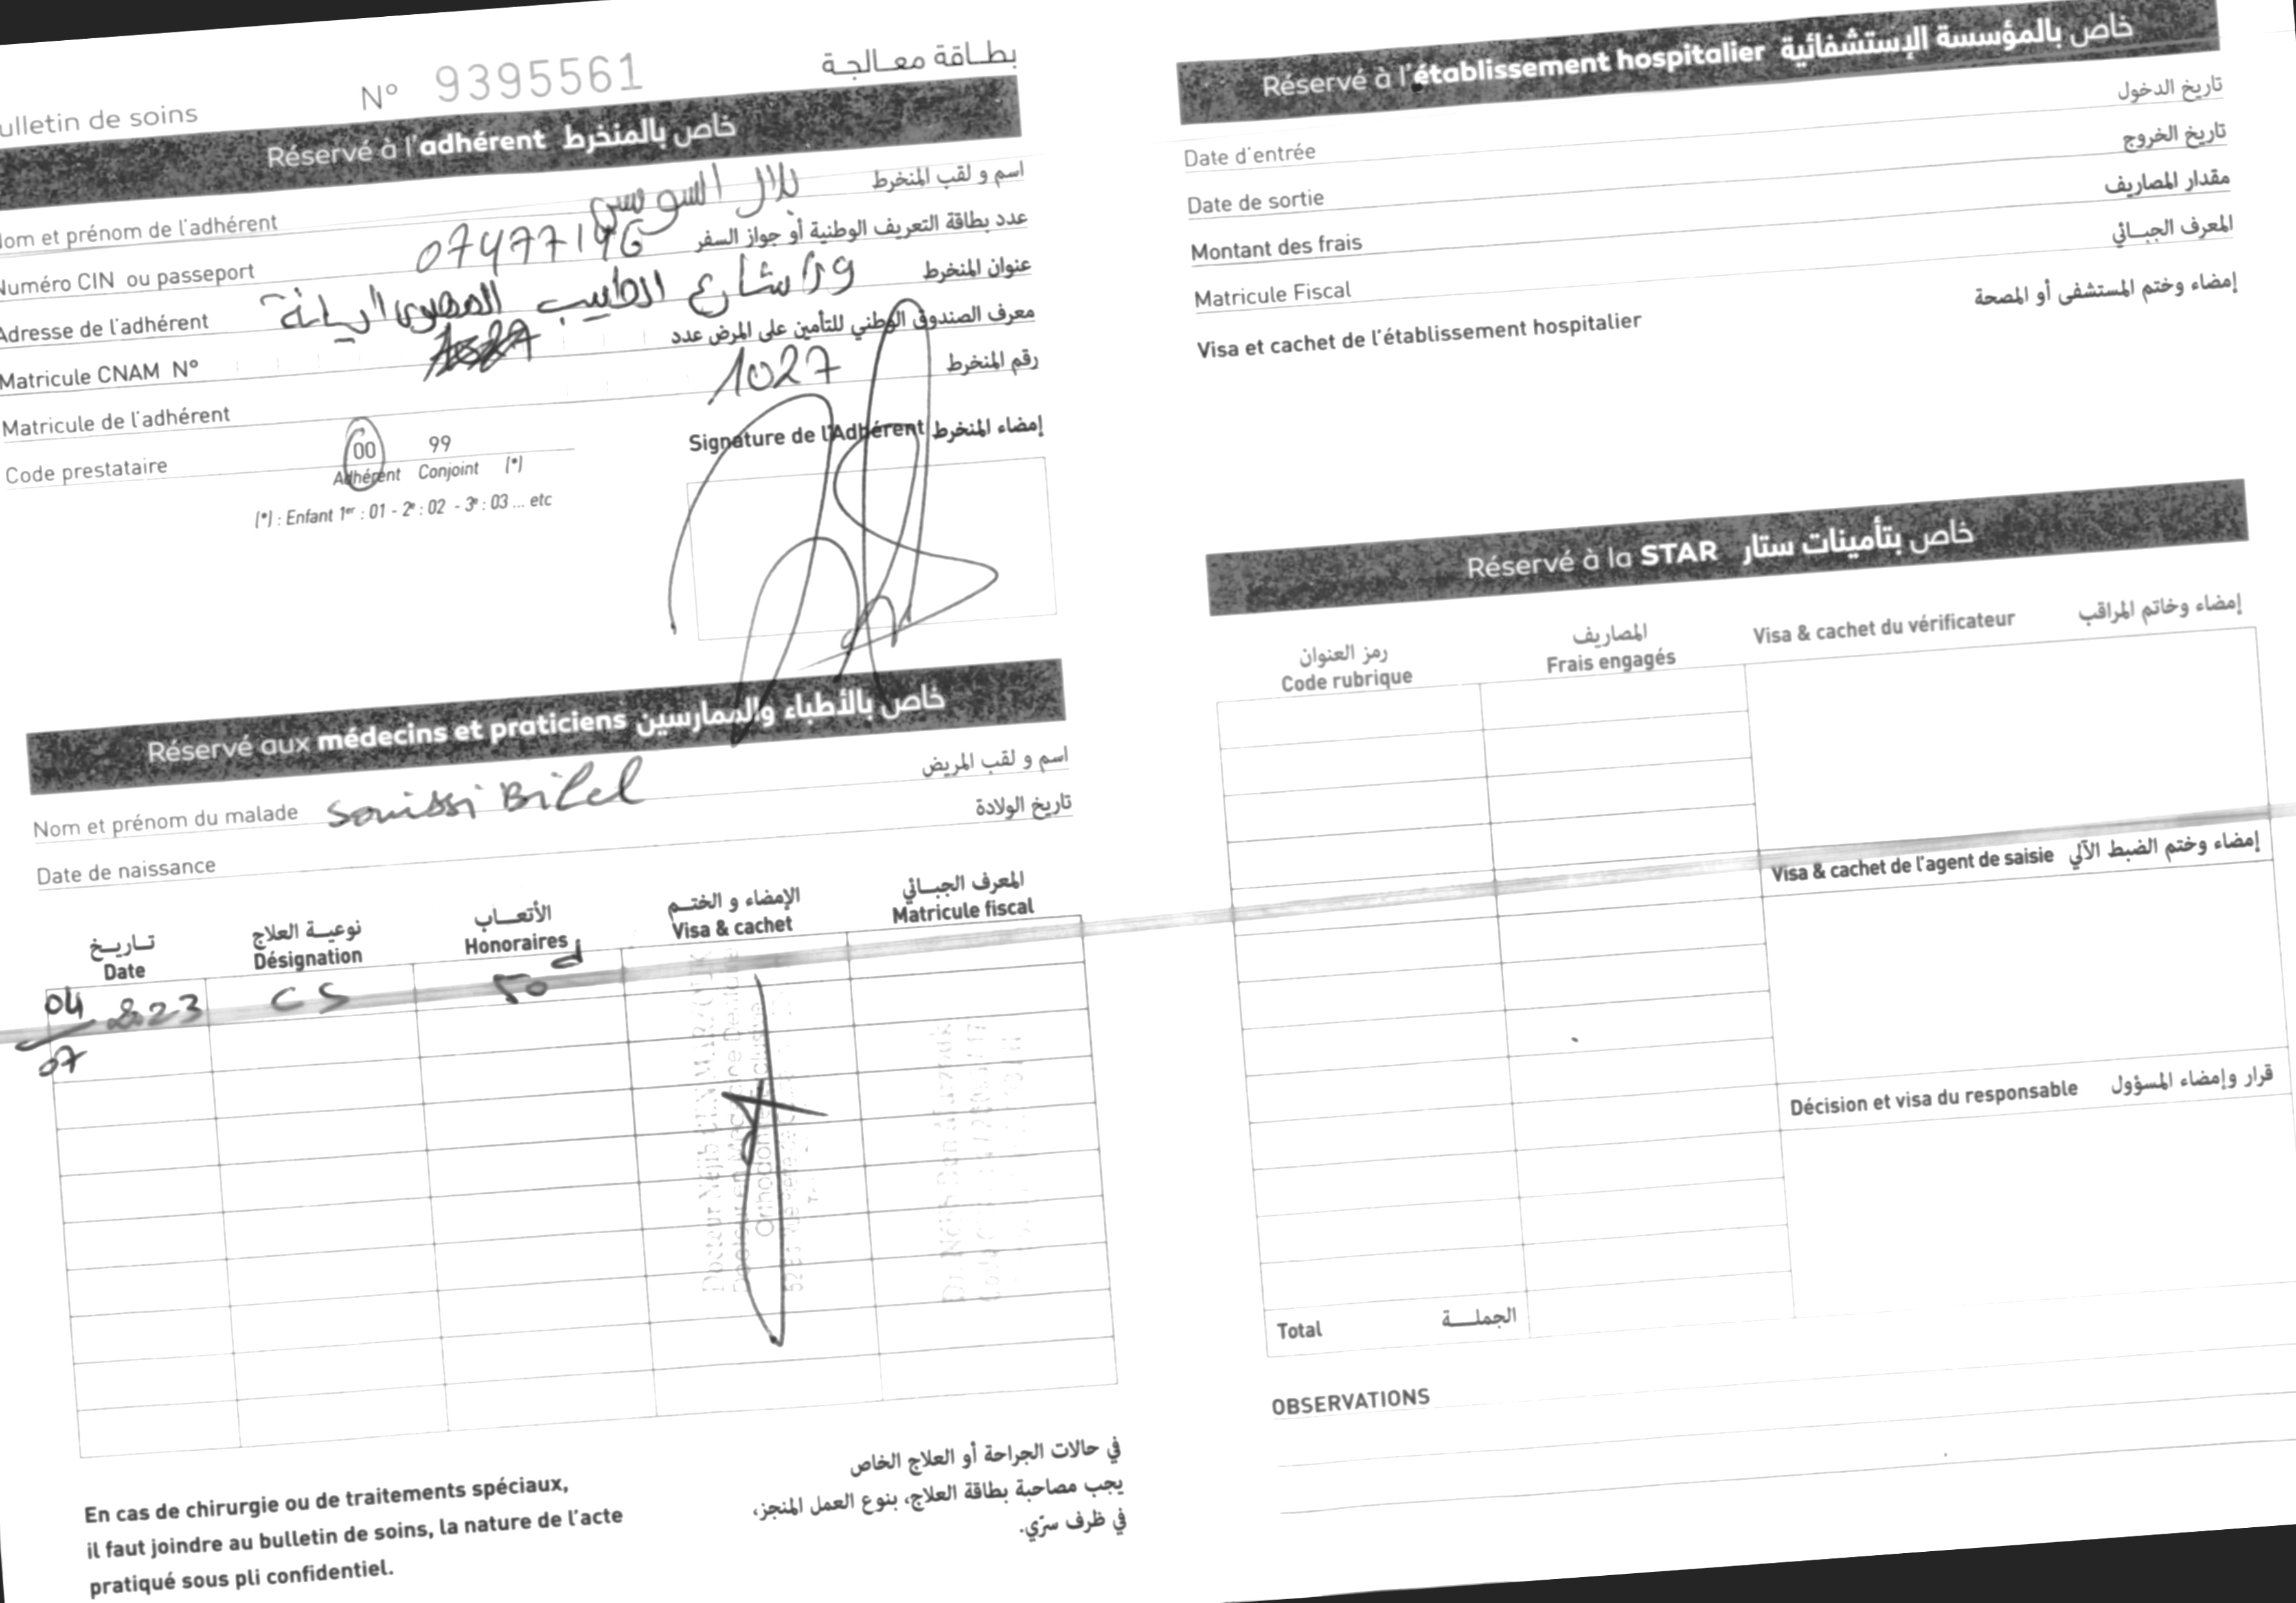 ulletin de soins N° 9395561 بطاقة معالجة
Réservé à l'adhérent خاص بالمنخرط
Nom et prénom de l'adhérent بلال السويسي اسم و لقب المنخرط
Numéro CIN ou passeport 07477146 عدد بطاقة التعريف الوطنية أو جواز السفر
Adresse de l'adhérent شارع الطيب المهيري عنوان المنخرط
Matricule CNAM N° معرف الصندوق الوطني للتأمين على المرض عدد
Matricule de l'adhérent 1027 رقم المنخرط
Code prestataire 00 99
Adhérent Conjoint (*)
(*) : Enfant 1er : 01 - 2e : 02 - 3e : 03 ... etc
Signature de l'Adhérent إمضاء المنخرط
Réservé aux médecins et praticiens خاص بالأطباء والممارسين
Nom et prénom du malade Souissi Bilel اسم و لقب المريض
Date de naissance تاريخ الولادة
تاريخ نوعية العلاج الأتعاب الإمضاء و الختم المعرف الجبائي
Date Désignation Honoraires Visa & cachet Matricule fiscal
04/07 2023 CS 50 d
Docteur Nejib BEN MARZOUK
En cas de chirurgie ou de traitements spéciaux,
il faut joindre au bulletin de soins, la nature de l'acte
pratiqué sous pli confidentiel.
في حالات الجراحة أو العلاج الخاص
يجب مصاحبة بطاقة العلاج، بنوع العمل المنجز،
في ظرف سرّي.
Réservé à l'établissement hospitalier خاص بالمؤسسة الإستشفائية
Date d'entrée تاريخ الدخول
Date de sortie تاريخ الخروج
Montant des frais مقدار المصاريف
Matricule Fiscal المعرف الجبائي
Visa et cachet de l'établissement hospitalier إمضاء وختم المستشفى أو المصحة
Réservé à la STAR خاص بتأمينات ستار
رمز العنوان المصاريف Visa & cachet du vérificateur إمضاء وخاتم المراقب
Code rubrique Frais engagés
Visa & cachet de l'agent de saisie إمضاء وختم الضبط الآلي
Décision et visa du responsable قرار وإمضاء المسؤول
Total الجملة
OBSERVATIONS